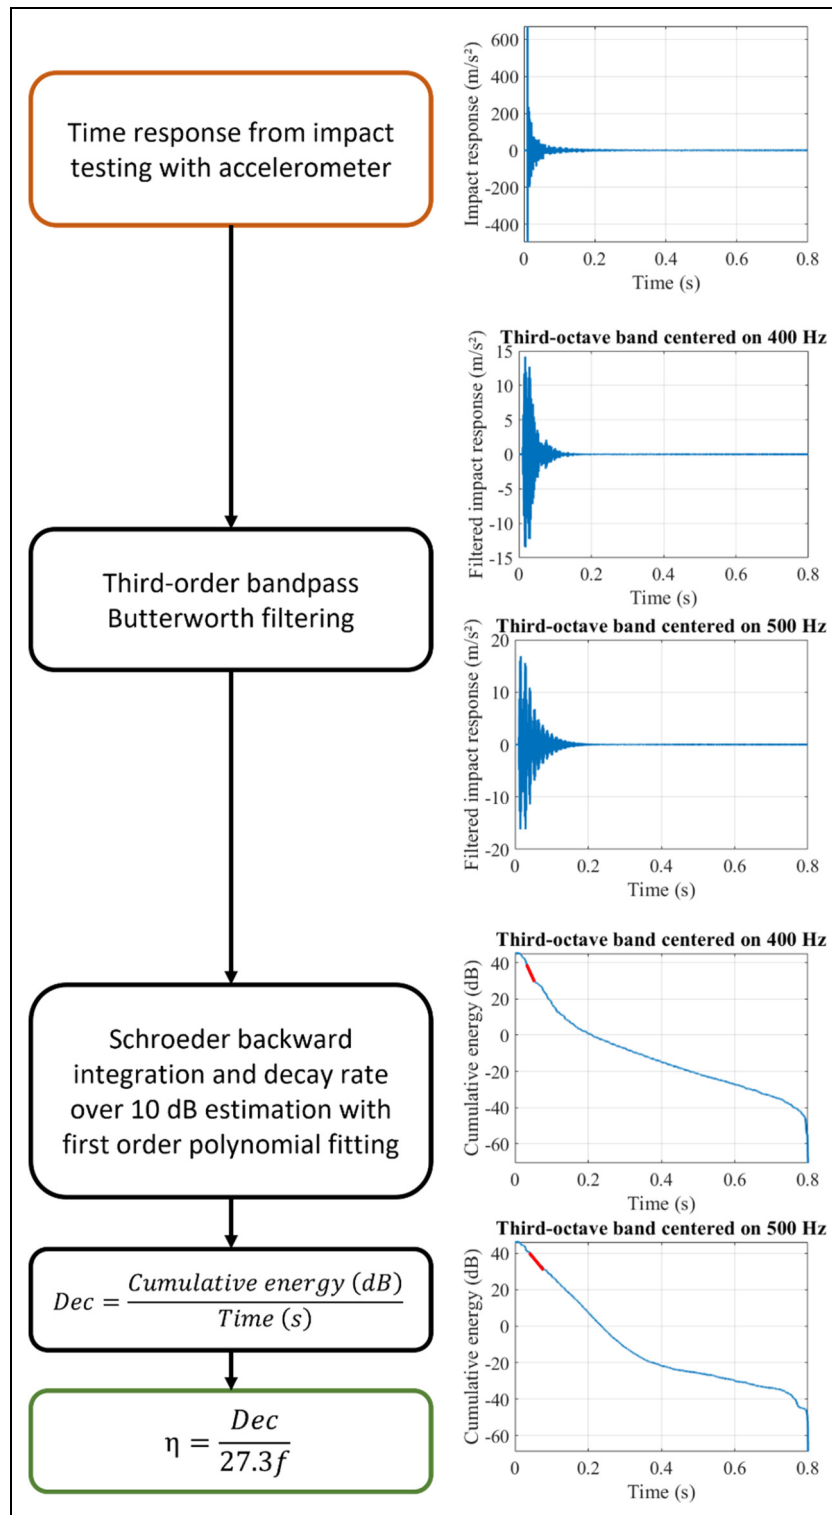 Time response from impact
testing with accelerometer
Impact response (m/s²)
600
400
200
0
-200
-400
0 0.2 0.4 0.6 0.8
Time (s)
Third-order bandpass
Butterworth filtering
Third-octave band centered on 400 Hz
Filtered impact response (m/s²)
15
10
5
0
-5
-10
-15
0 0.2 0.4 0.6 0.8
Time (s)
Third-octave band centered on 500 Hz
Filtered impact response (m/s²)
20
10
0
-10
-20
0 0.2 0.4 0.6 0.8
Time (s)
Schroeder backward
integration and decay rate
over 10 dB estimation with
first order polynomial fitting
Third-octave band centered on 400 Hz
Cumulative energy (dB)
40
20
0
-20
-40
-60
0 0.2 0.4 0.6 0.8
Time (s)
Third-octave band centered on 500 Hz
Cumulative energy (dB)
40
20
0
-20
-40
-60
0 0.2 0.4 0.6 0.8
Time (s)
Dec = Cumulative energy (dB) / Time (s)
η = Dec / 27.3f